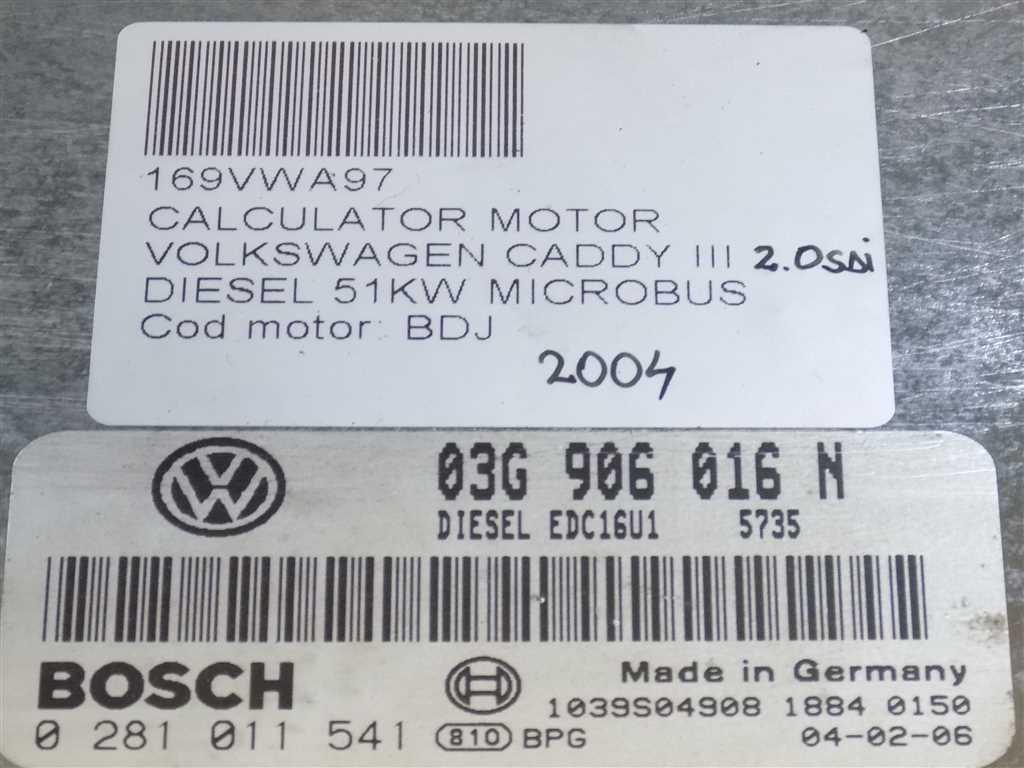 169VWA97
CALCULATOR MOTOR
VOLKSWAGEN CADDY III 2.0SDi
DIESEL 51KW MICROBUS
Cod motor: BDJ
2004
03G 906 016 N
DIESEL EDC16U1 5735
BOSCH Made in Germany
1039S04908 1884 0150
0 281 011 541 810 BPG 04-02-06